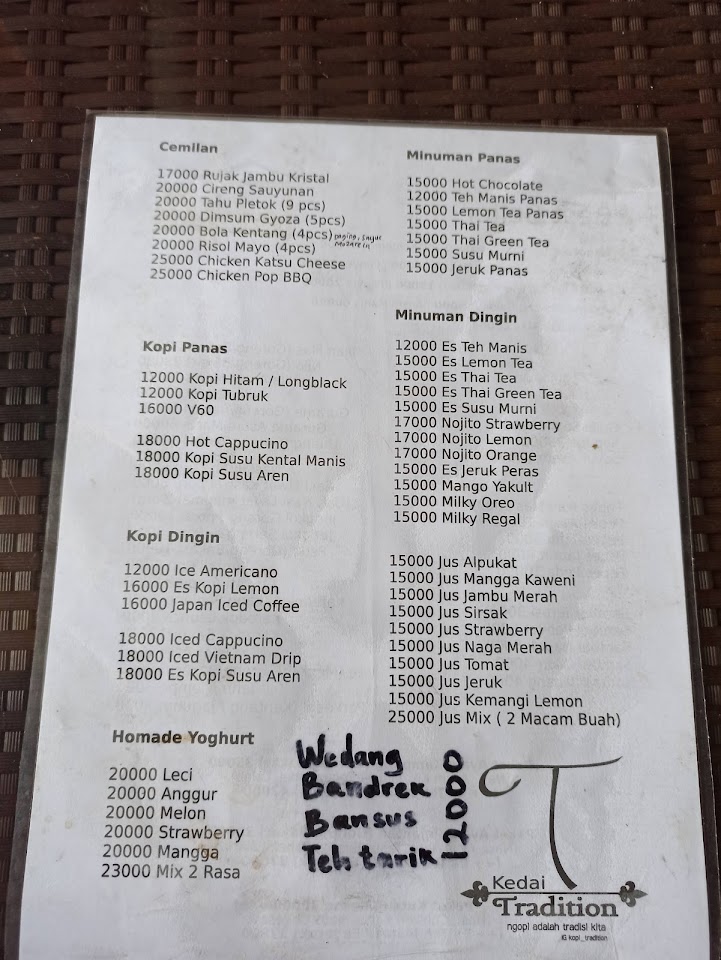 Cemilan
17000 Rujak Jambu Kristal
20000 Cireng Sauyunan
20000 Tahu Pletok (9 pcs)
20000 Dimsum Gyoza (5pcs)
20000 Bola Kentang (4pcs)
20000 Risol Mayo (4pcs)
25000 Chicken Katsu Cheese
25000 Chicken Pop BBQ
Kopi Panas
12000 Kopi Hitam / Longblack
12000 Kopi Tubruk
16000 V60
18000 Hot Cappucino
18000 Kopi Susu Kental Manis
18000 Kopi Susu Aren
Kopi Dingin
12000 Ice Americano
16000 Es Kopi Lemon
16000 Japan Iced Coffee
18000 Iced Cappucino
18000 Iced Vietnam Drip
18000 Es Kopi Susu Aren
Homade Yoghurt
20000 Leci
20000 Anggur
20000 Melon
20000 Strawberry
20000 Mangga
23000 Mix 2 Rasa
Minuman Panas
15000 Hot Chocolate
12000 Teh Manis Panas
15000 Lemon Tea Panas
15000 Thai Tea
15000 Thai Green Tea
15000 Susu Murni
15000 Jeruk Panas
Minuman Dingin
12000 Es Teh Manis
15000 Es Lemon Tea
15000 Es Thai Tea
15000 Es Thai Green Tea
15000 Es Susu Murni
17000 Nojito Strawberry
17000 Nojito Lemon
17000 Nojito Orange
15000 Es Jeruk Peras
15000 Mango Yakult
15000 Milky Oreo
15000 Milky Regal
15000 Jus Alpukat
15000 Jus Mangga Kaweni
15000 Jus Jambu Merah
15000 Jus Sirsak
15000 Jus Strawberry
15000 Jus Naga Merah
15000 Jus Tomat
15000 Jus Jeruk
15000 Jus Kemangi Lemon
25000 Jus Mix ( 2 Macam Buah)
Wedang
Bandrek
Bansus
Teh tarik
12000
T
Kedai
Tradition
ngopi adalah tradisi kita
IG kopi_tradition